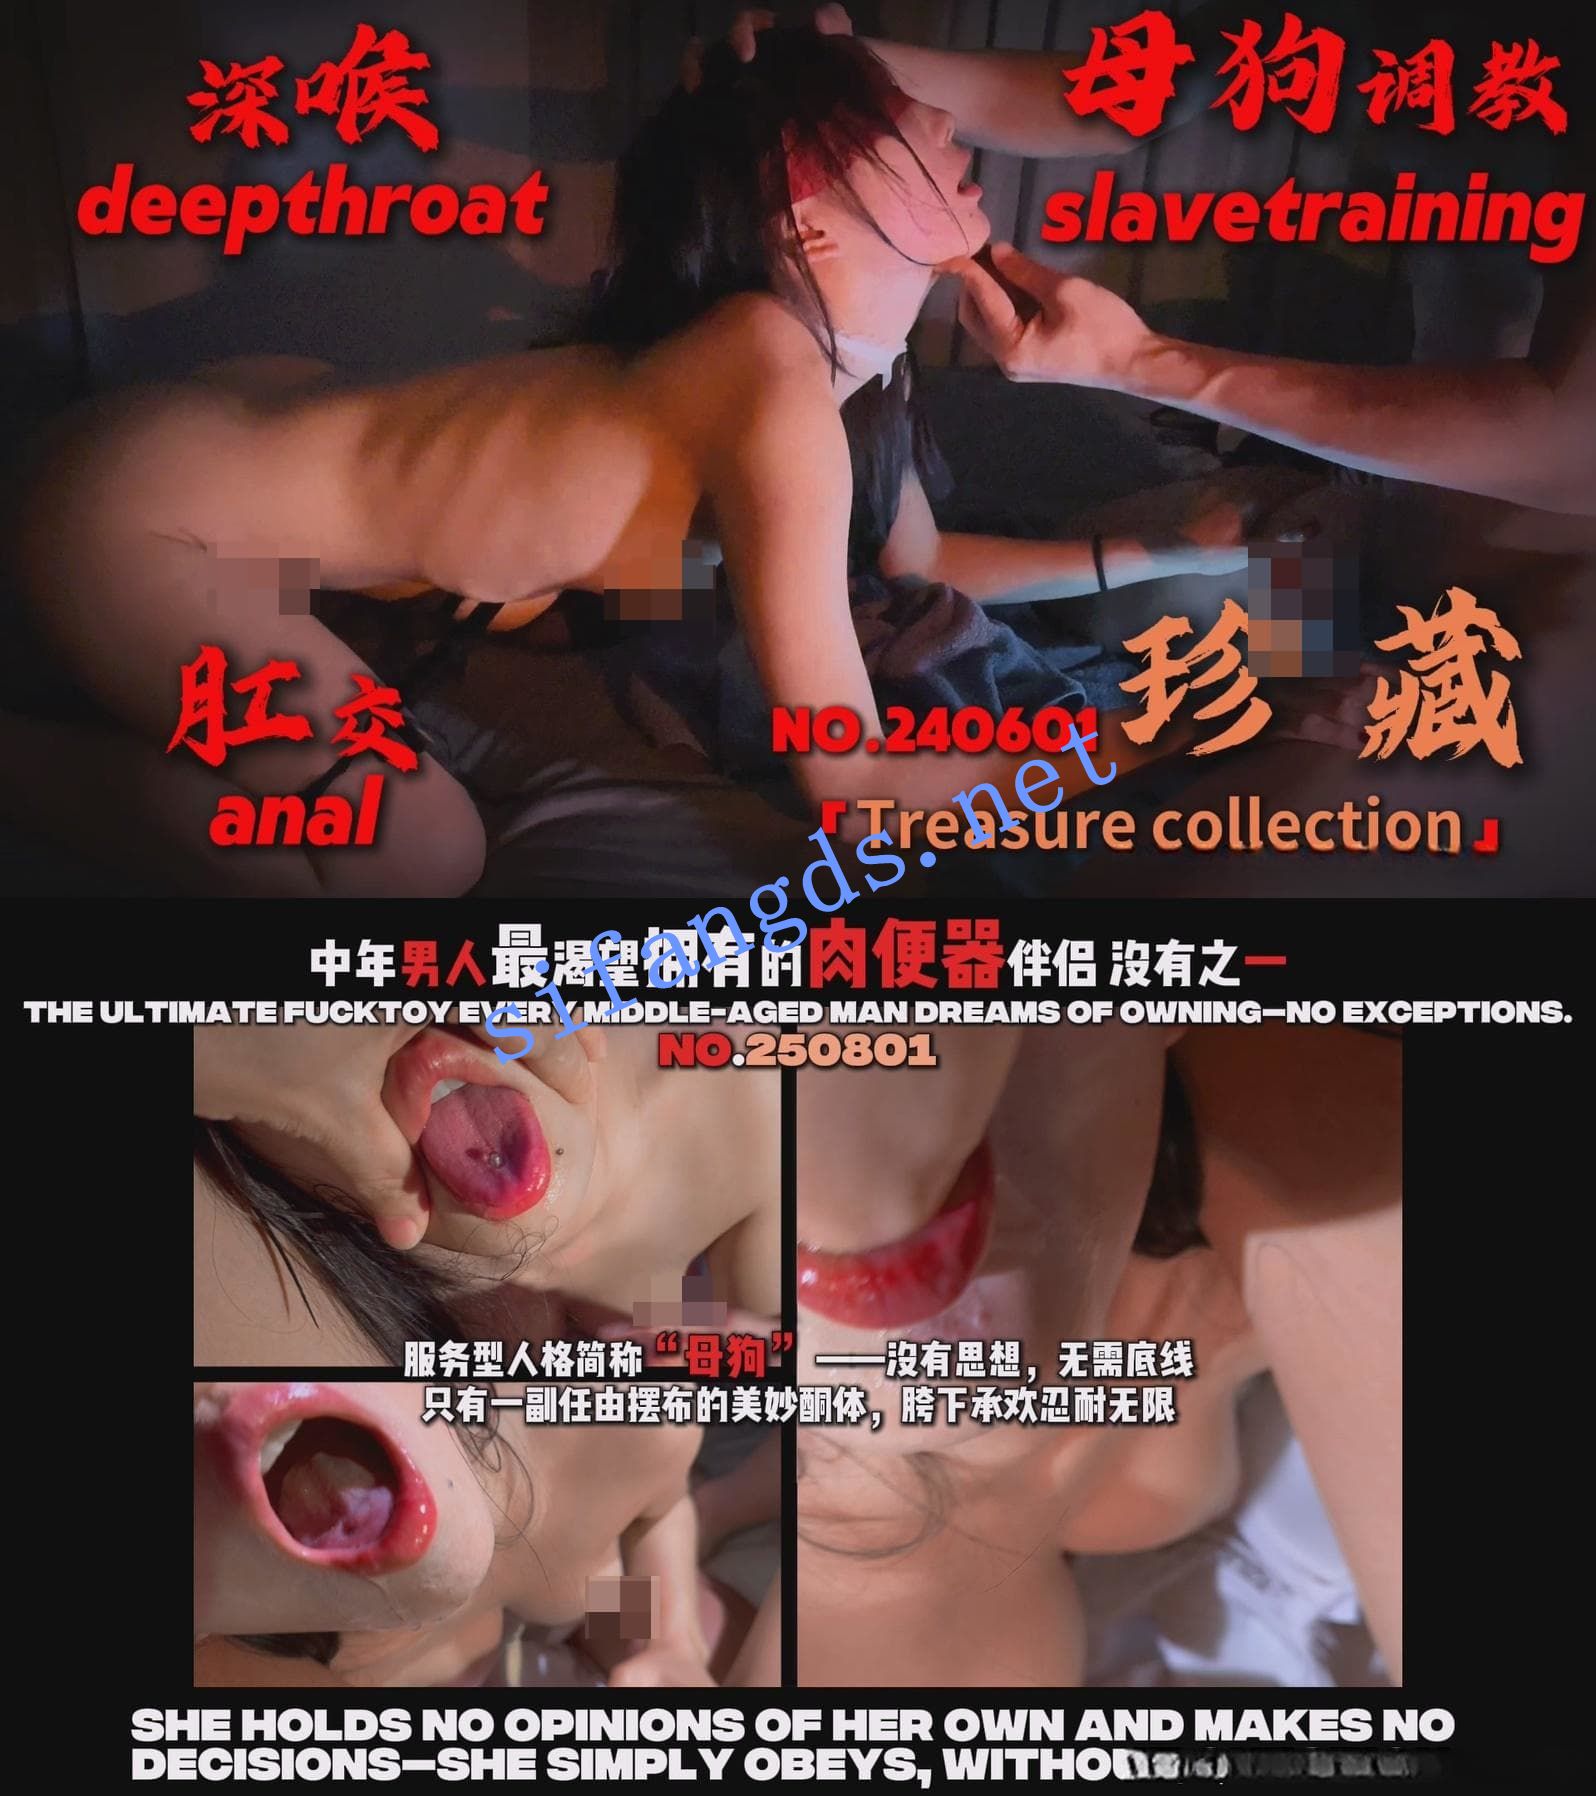 深喉
deepthroat
母狗调教
slavetraining
肛交
anal
NO.240601
珍藏
「Treasure collection」
sifangds.net
中年男人最渴望拥有的肉便器伴侣 没有之一
THE ULTIMATE FUCKTOY EVERY MIDDLE-AGED MAN DREAMS OF OWNING—NO EXCEPTIONS.
NO.250801
服务型人格简称“母狗”——没有思想，无需底线
只有一副任由摆布的美妙酮体，胯下承欢忍耐无限
SHE HOLDS NO OPINIONS OF HER OWN AND MAKES NO
DECISIONS—SHE SIMPLY OBEYS,